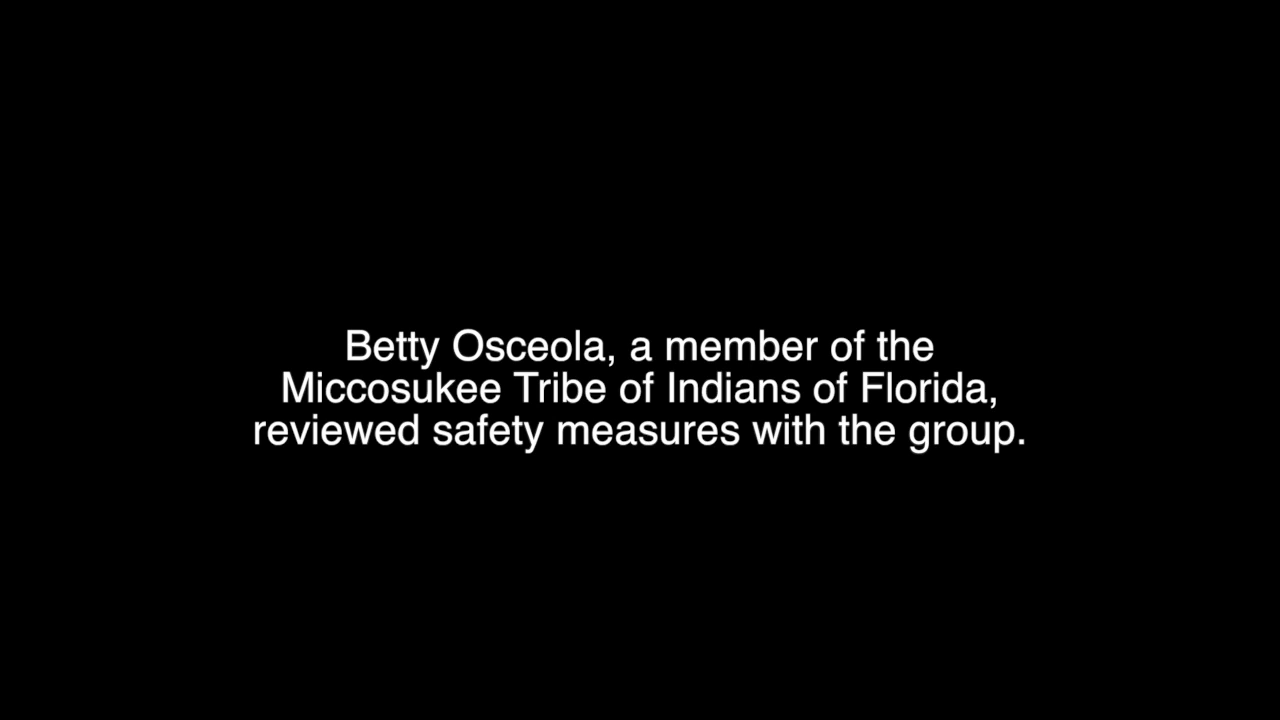 Betty Osceola, a member of the
Miccosukee Tribe of Indians of Florida,
reviewed safety measures with the group.